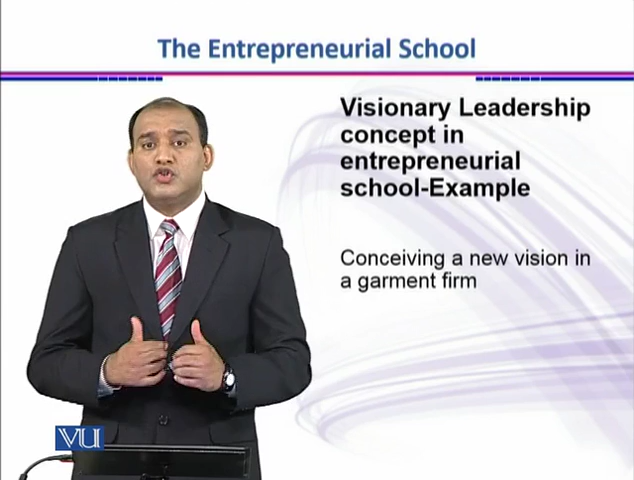 The Entrepreneurial School
Visionary Leadership
concept in
entrepreneurial
school-Example
Conceiving a new vision in
a garment firm
VU